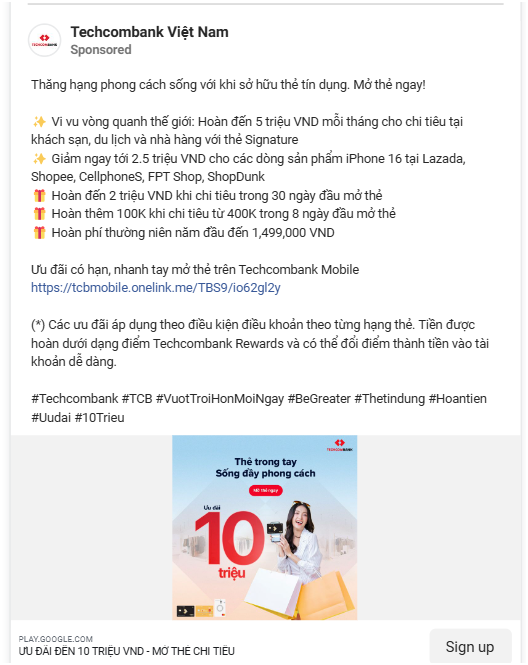 Techcombank Việt Nam
Sponsored
Thăng hạng phong cách sống với khi sở hữu thẻ tín dụng. Mở thẻ ngay!
✨ Vi vu vòng quanh thế giới: Hoàn đến 5 triệu VND mỗi tháng cho chi tiêu tại
khách sạn, du lịch và nhà hàng với thẻ Signature
✨ Giảm ngay tới 2.5 triệu VND cho các dòng sản phẩm iPhone 16 tại Lazada,
Shopee, CellphoneS, FPT Shop, ShopDunk
🎁 Hoàn đến 2 triệu VND khi chi tiêu trong 30 ngày đầu mở thẻ
🎁 Hoàn thêm 100K khi chi tiêu từ 400K trong 8 ngày đầu mở thẻ
🎁 Hoàn phí thường niên năm đầu đến 1,499,000 VND
Ưu đãi có hạn, nhanh tay mở thẻ trên Techcombank Mobile
https://tcbmobile.onelink.me/TBS9/io62gl2y
(*) Các ưu đãi áp dụng theo điều kiện điều khoản theo từng hạng thẻ. Tiền được
hoàn dưới dạng điểm Techcombank Rewards và có thể đổi điểm thành tiền vào tài
khoản dễ dàng.
#Techcombank #TCB #VuotTroiHonMoiNgay #BeGreater #Thetindung #Hoantien
#Uudai #10Trieu
TECHCOMBANK
Thẻ trong tay
Sống đầy phong cách
Mở thẻ ngay
Ưu đãi
10
triệu
PLAY.GOOGLE.COM
ƯU ĐÃI ĐẾN 10 TRIỆU VND - MỞ THẺ CHI TIÊU
Sign up